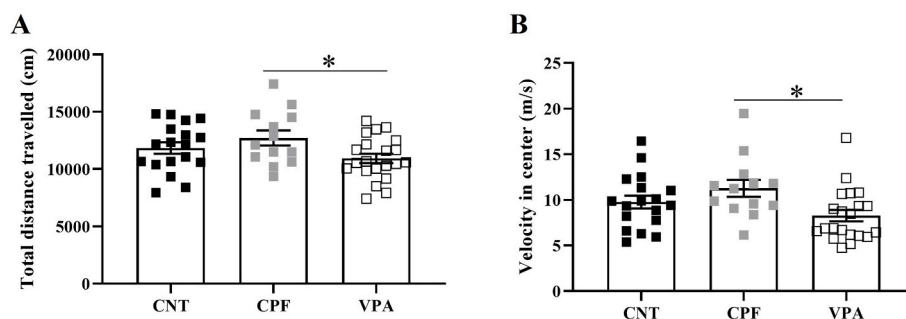 A
Total distance travelled (cm)
20000
15000
10000
5000
0
*
CNT CPF VPA
B
Velocity in center (m/s)
25
20
15
10
5
0
*
CNT CPF VPA